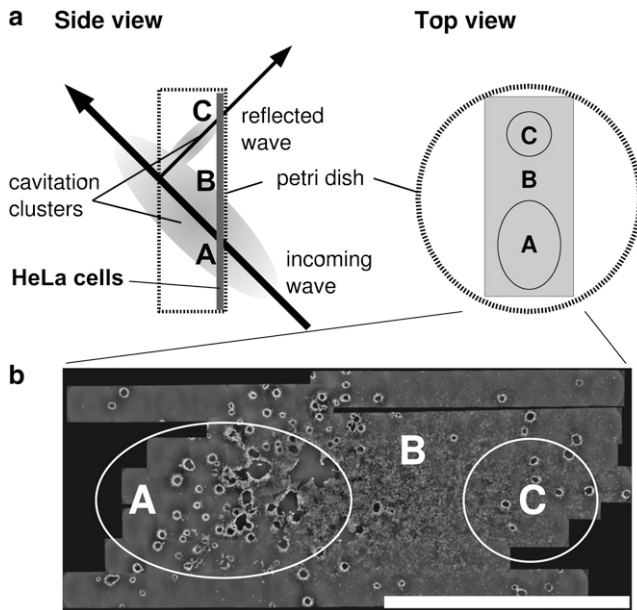 a
Side view
Top view
C
reflected
wave
B
cavitation
clusters
petri dish
A
HeLa cells
incoming
wave
C
B
A
b
A
B
C